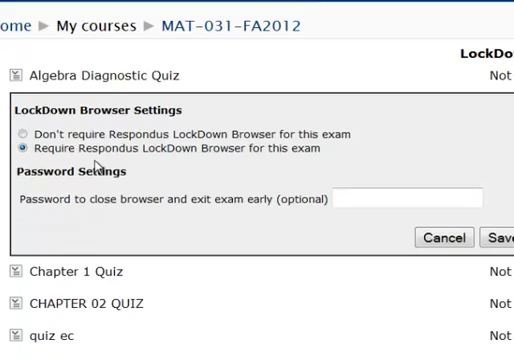 ome ► My courses ► MAT-031-FA2012
LockDo
Algebra Diagnostic Quiz Not
LockDown Browser Settings
Don't require Respondus LockDown Browser for this exam
Require Respondus LockDown Browser for this exam
Password Settings
Password to close browser and exit exam early (optional)
Cancel Save
Chapter 1 Quiz Not
CHAPTER 02 QUIZ Not
quiz ec Not